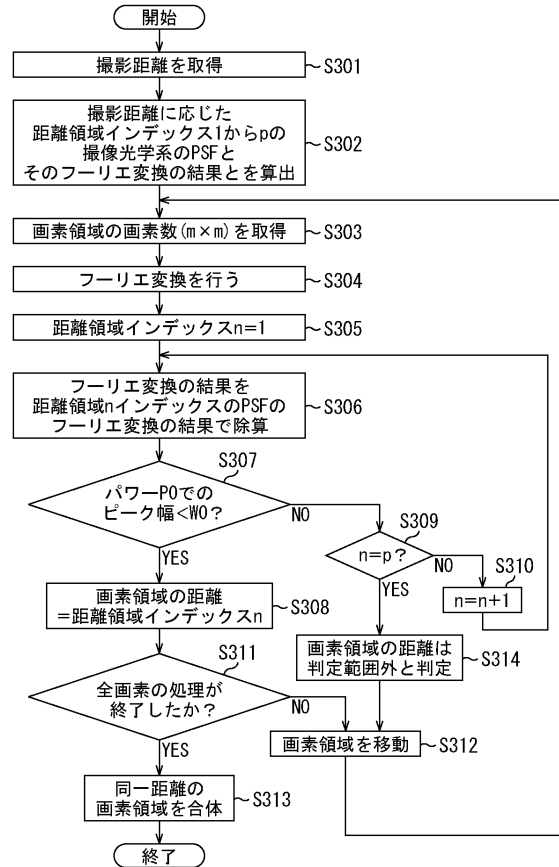 開始
撮影距離を取得
S301
撮影距離に応じた
距離領域インデックス1からpの
撮像光学系のPSFと
そのフーリエ変換の結果とを算出
S302
画素領域の画素数(m×m)を取得
S303
フーリエ変換を行う
S304
距離領域インデックスn=1
S305
フーリエ変換の結果を
距離領域nインデックスのPSFの
フーリエ変換の結果で除算
S306
S307
パワーP0での
ピーク幅<W0?
NO
YES
S309
n=p?
NO
YES
S310
n=n+1
画素領域の距離
=距離領域インデックスn
S308
画素領域の距離は
判定範囲外と判定
S314
S311
全画素の処理が
終了したか?
NO
YES
画素領域を移動
S312
同一距離の
画素領域を合体
S313
終了